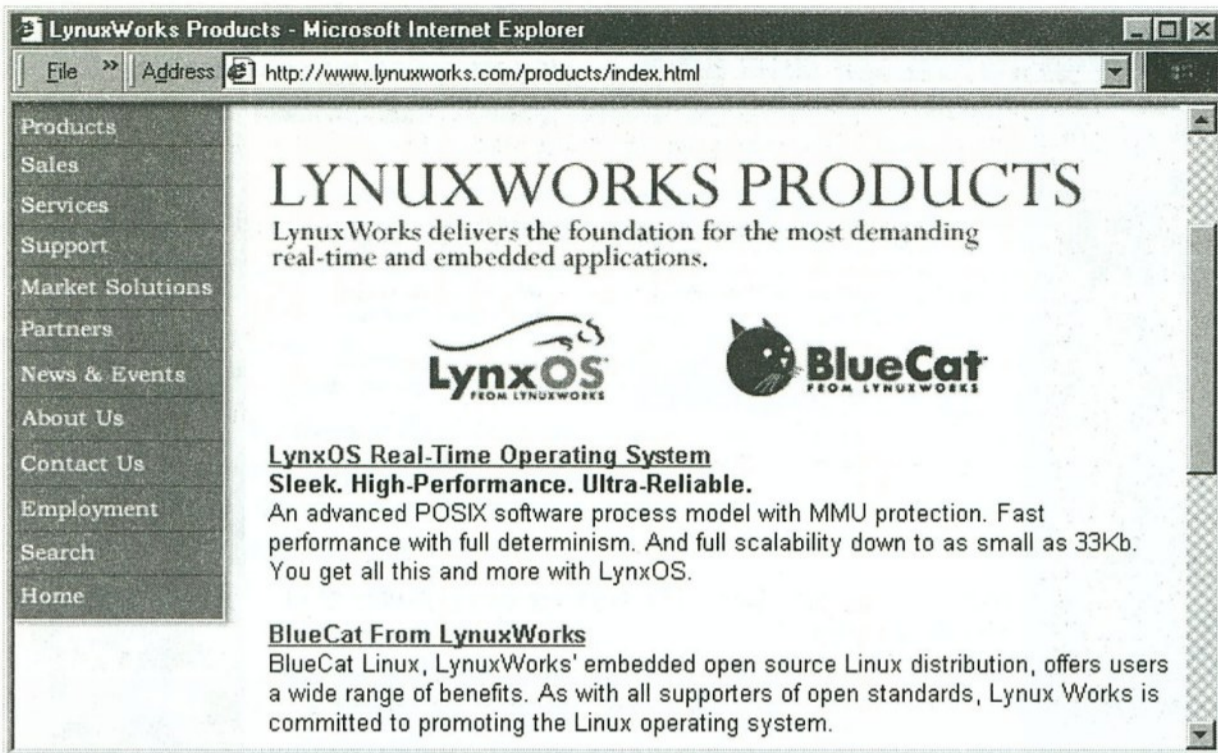 LynuxWorks Products - Microsoft Internet Explorer
File » Address http://www.lynuxworks.com/products/index.html
Products
Sales
Services
Support
Market Solutions
Partners
News & Events
About Us
Contact Us
Employment
Search
Home
LYNUXWORKS PRODUCTS
LynuxWorks delivers the foundation for the most demanding
real-time and embedded applications.
LynxOS
FROM LYNUXWORKS
BlueCat
FROM LYNUXWORKS
LynxOS Real-Time Operating System
Sleek. High-Performance. Ultra-Reliable.
An advanced POSIX software process model with MMU protection. Fast
performance with full determinism. And full scalability down to as small as 33Kb.
You get all this and more with LynxOS.
BlueCat From LynuxWorks
BlueCat Linux, LynuxWorks' embedded open source Linux distribution, offers users
a wide range of benefits. As with all supporters of open standards, Lynux Works is
committed to promoting the Linux operating system.